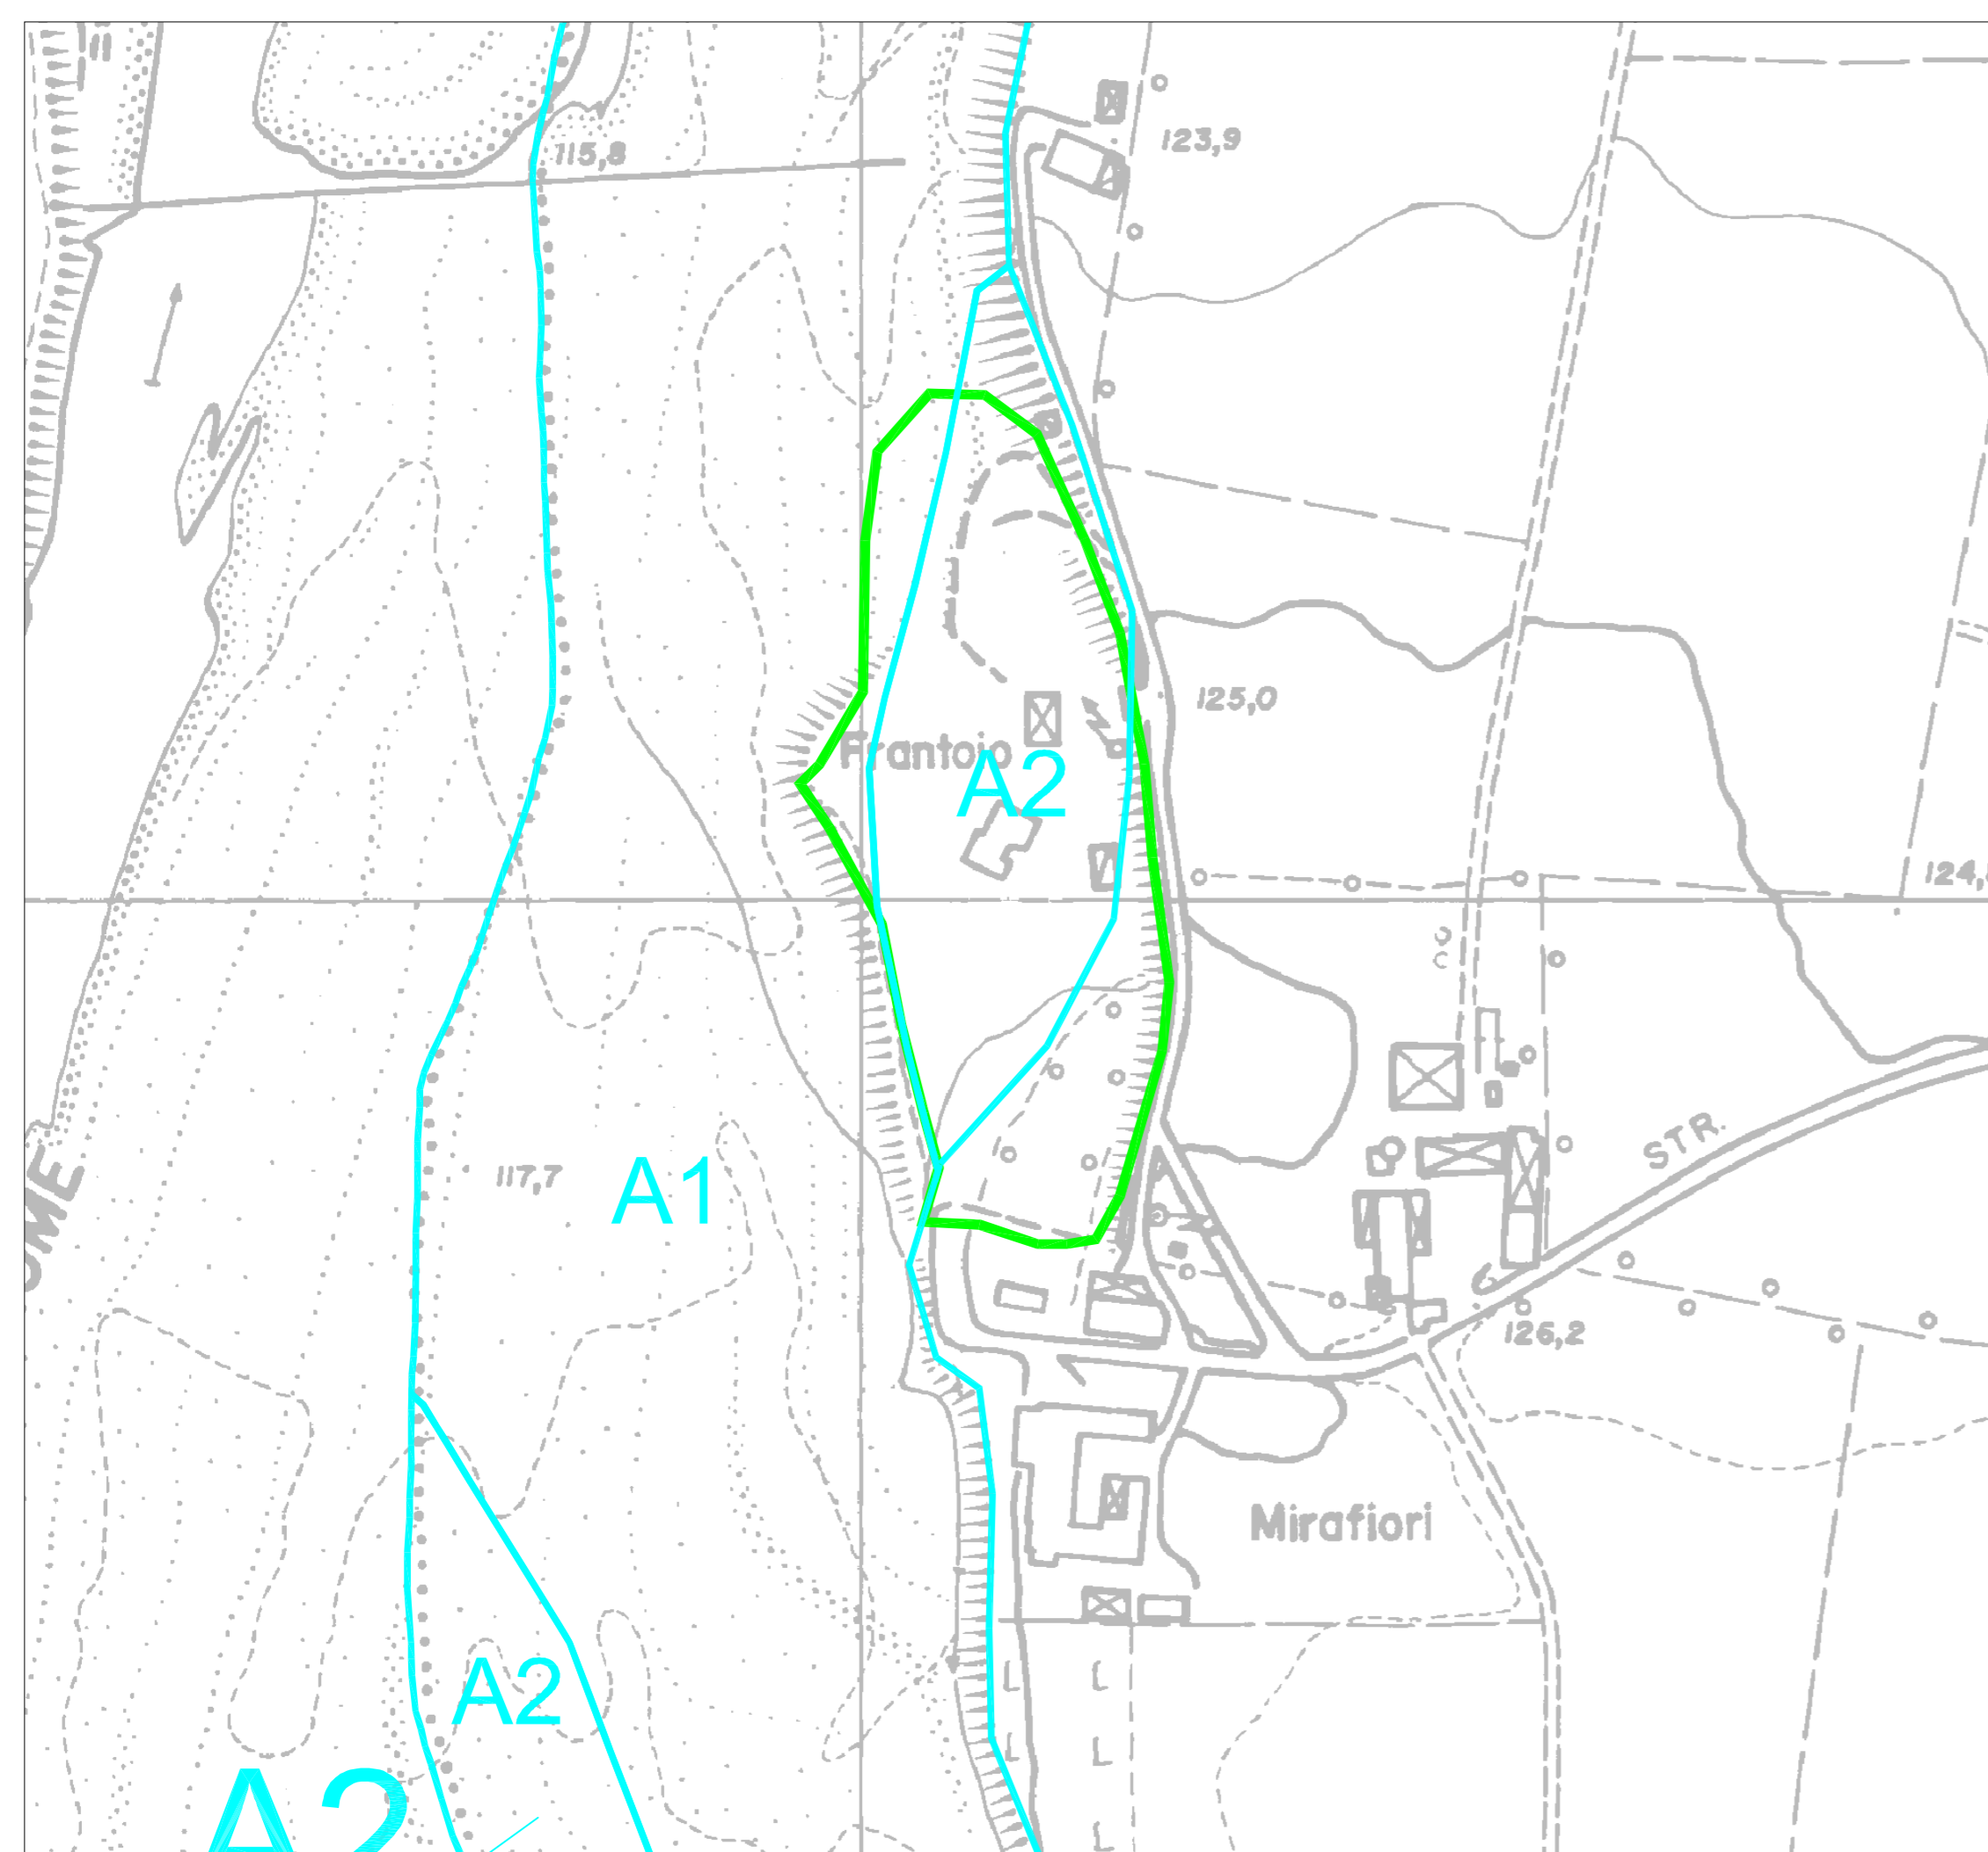 115,8
123,9
125,0
Frantoio
A2
124,
117,7
A1
STR.
126,2
Mirafiori
A2
A2